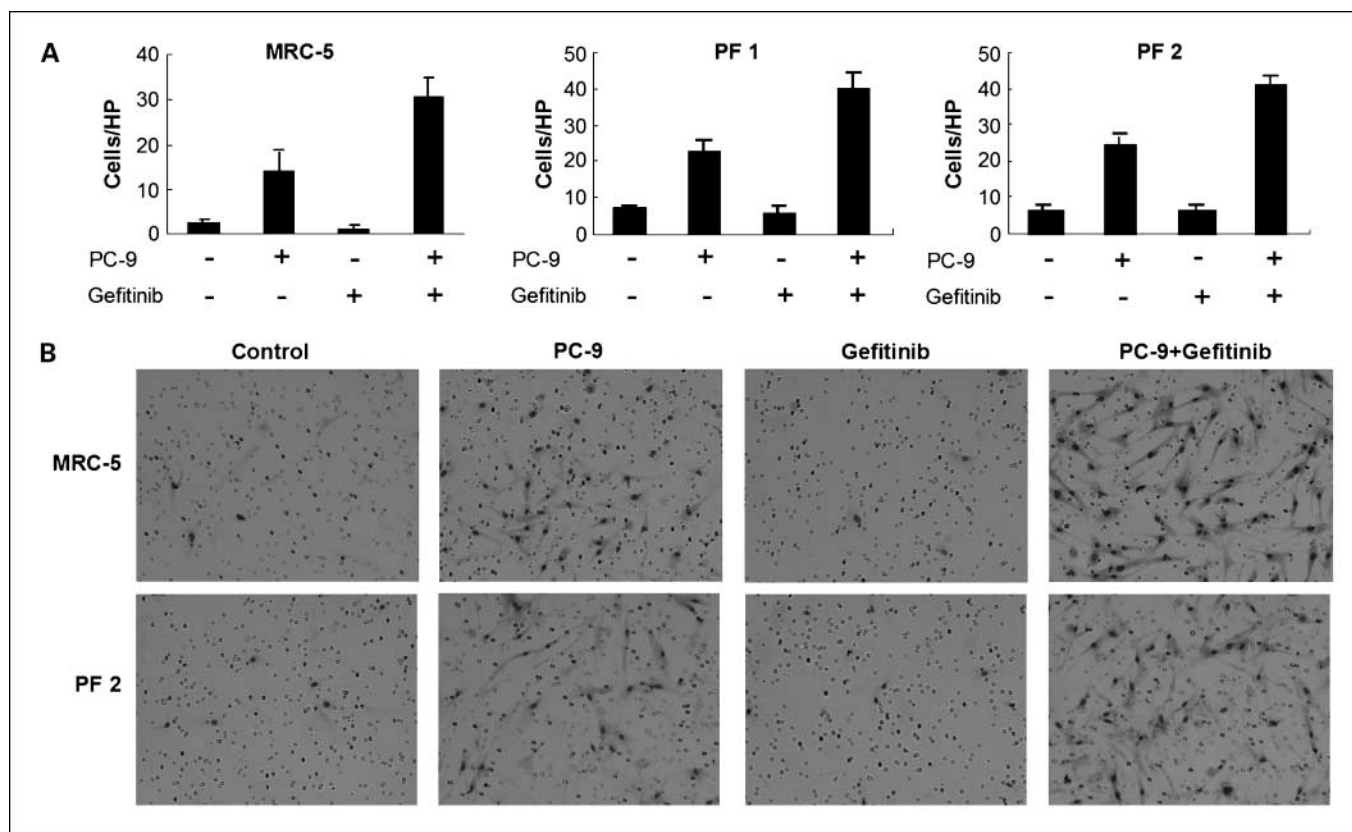 A
MRC-5
Cells/HP
40
30
20
10
0
PC-9 - + - +
Gefitinib - - + +
PF 1
Cells/HP
50
40
30
20
10
0
PC-9 - + - +
Gefitinib - - + +
PF 2
Cells/HP
50
40
30
20
10
0
PC-9 - + - +
Gefitinib - - + +
B
Control PC-9 Gefitinib PC-9+Gefitinib
MRC-5
PF 2